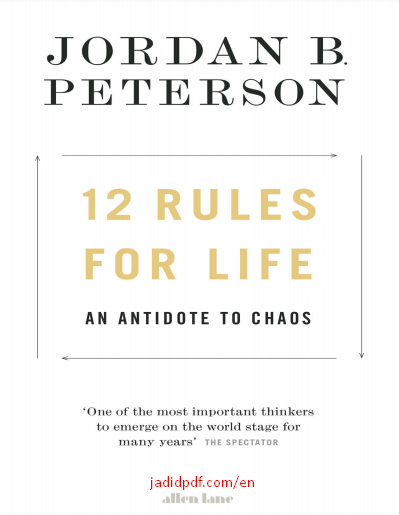 JORDAN B.
PETERSON
12 RULES
FOR LIFE
AN ANTIDOTE TO CHAOS
‘One of the most important thinkers
to emerge on the world stage for
many years’ THE SPECTATOR
jadidpdf.com/en
allen lane